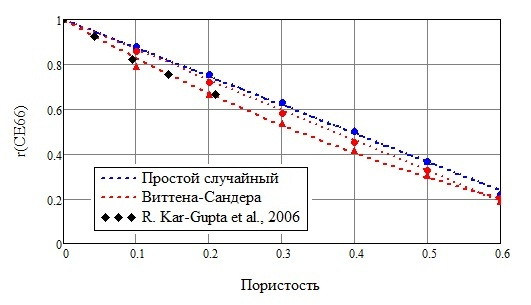 1
0.8
0.6
0.4
0.2
0
r(CE66)
Простой случайный
Виттена-Сандера
R. Kar-Gupta et al., 2006
0 0.1 0.2 0.3 0.4 0.5 0.6
Пористость